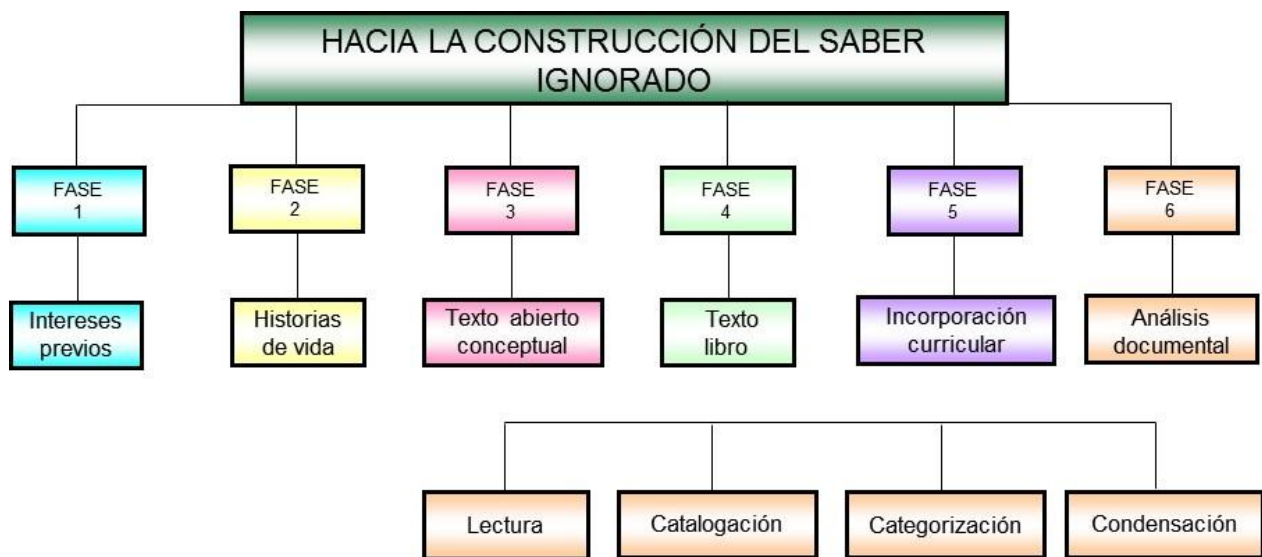 HACIA LA CONSTRUCCIÓN DEL SABER
IGNORADO
FASE
1
FASE
2
FASE
3
FASE
4
FASE
5
FASE
6
Intereses
previos
Historias
de vida
Texto abierto
conceptual
Texto
libro
Incorporación
curricular
Análisis
documental
Lectura
Catalogación
Categorización
Condensación